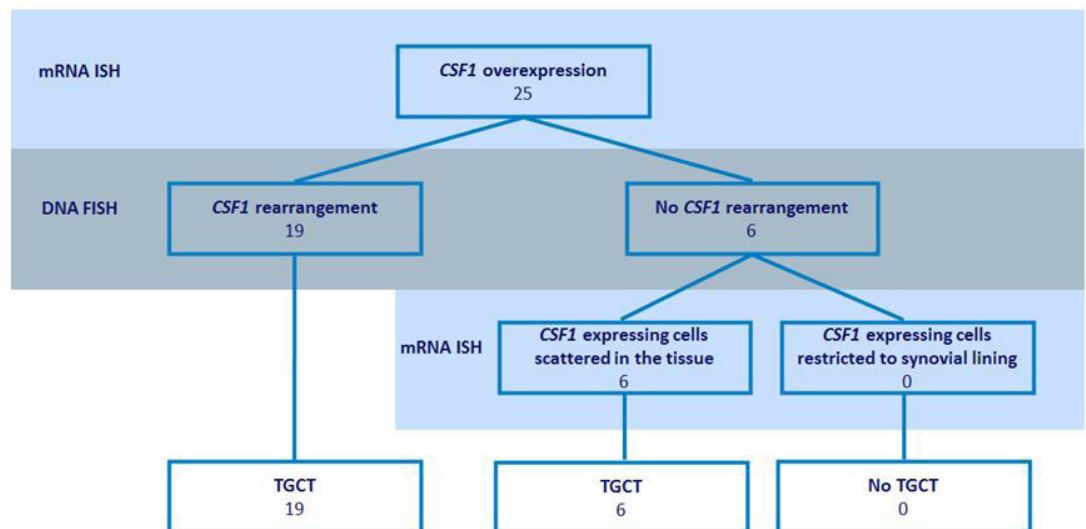 mRNA ISH
CSF1 overexpression
25
DNA FISH
CSF1 rearrangement
19
No CSF1 rearrangement
6
mRNA ISH
CSF1 expressing cells
scattered in the tissue
6
CSF1 expressing cells
restricted to synovial lining
0
TGCT
19
TGCT
6
No TGCT
0